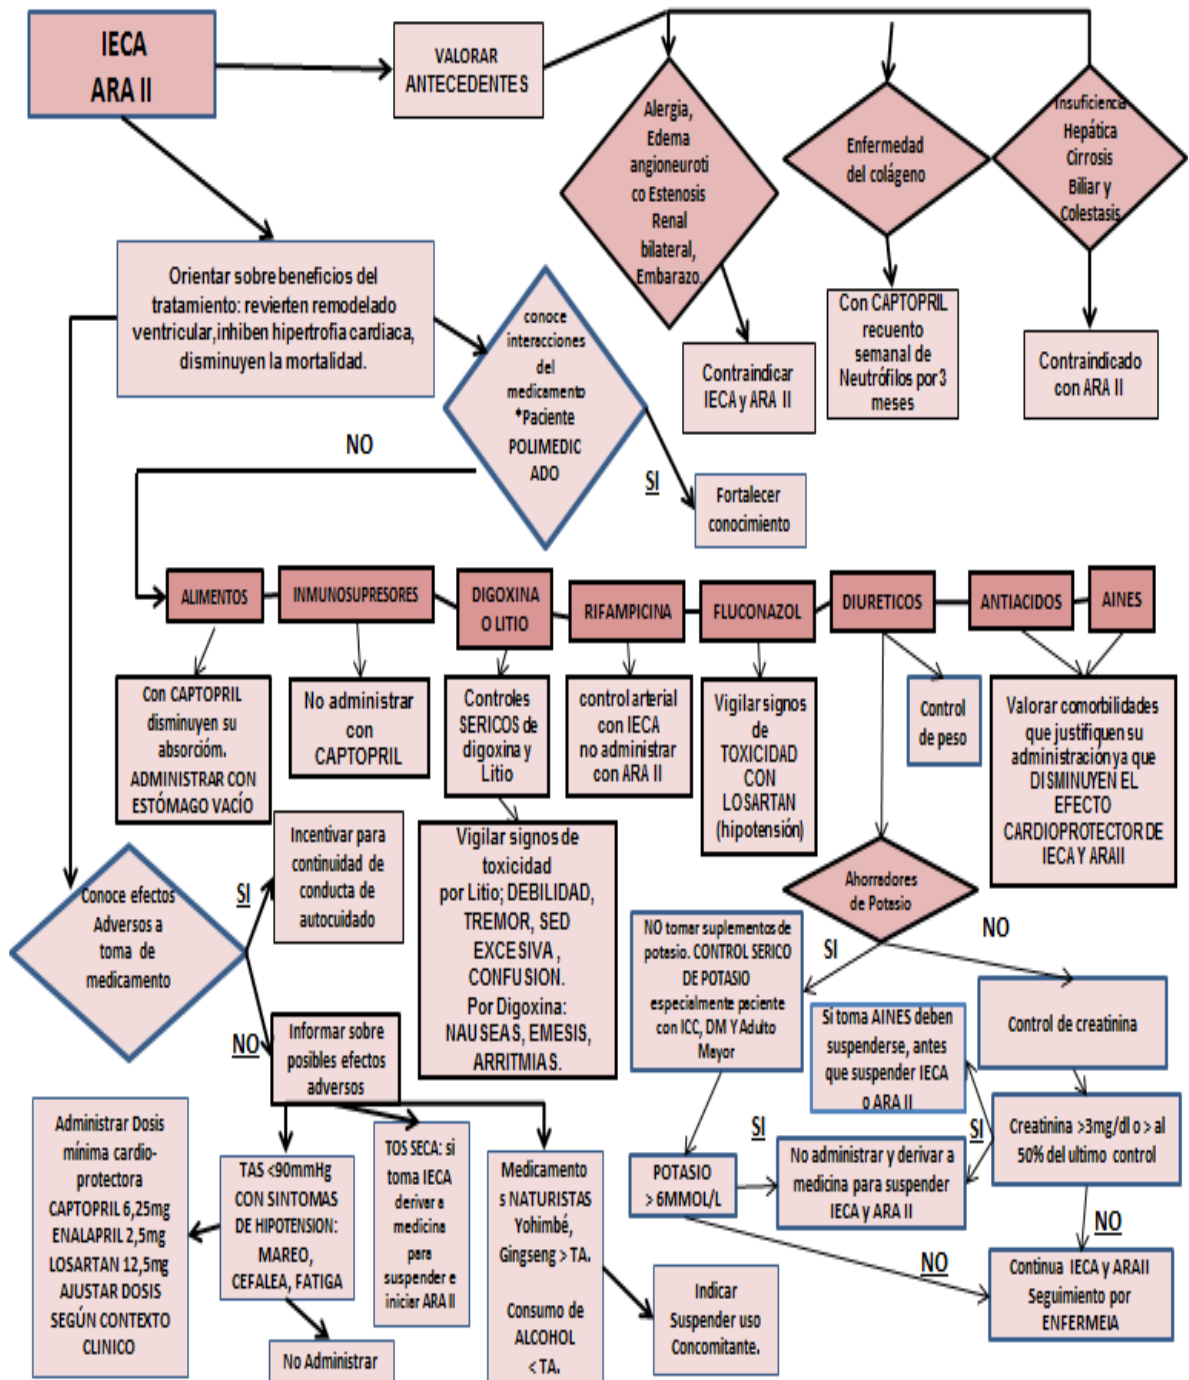 IECA
ARA II
VALORAR
ANTECEDENTES
Alergia,
Edema
angioneuroti
co Estenosis
Renal
bilateral,
Embarazo.
Enfermedad
del colágeno
Insuficiencia
Hepática
Cirrosis
Biliar y
Colestasis
Orientar sobre beneficios del
tratamiento: revierten remodelado
ventricular,inhiben hipertrofia cardiaca,
disminuyen la mortalidad.
conoce
interacciones
del
medicamento
*Paciente
POLIMEDIC
ADO
Contraindicar
IECA y ARA II
Con CAPTOPRIL
recuento
semanal de
Neutrófilos por 3
meses
Contraindicado
con ARA II
NO
SI
Fortalecer
conocimiento
ALIMENTOS
INMUNOSUPRESORES
DIGOXINA
O LITIO
RIFAMPICINA
FLUCONAZOL
DIURETICOS
ANTIACIDOS
AINES
Con CAPTOPRIL
disminuyen su
absorcióm.
ADMINISTRAR CON
ESTÓMAGO VACÍO
No administrar
con
CAPTOPRIL
Controles
SERICOS de
digoxina y
Litio
control arterial
con IECA
no administrar
con ARA II
Vigilar signos
de
TOXICIDAD
CON
LOSARTAN
(hipotensión)
Control
de peso
Valorar comorbilidades
que justifiquen su
administracion ya que
DISMINUYEN EL
EFECTO
CARDIOPROTECTOR DE
IECA Y ARAII
Conoce efectos
Adversos a
toma de
medicamento
SI
Incentivar para
continuidad de
conducta de
autocuidado
Vigilar signos de
toxicidad
por Litio; DEBILIDAD,
TREMOR, SED
EXCESIVA ,
CONFUSION.
Por Digoxina:
NAUSEAS, EMESIS,
ARRITMIAS.
Ahorradores
de Potasio
SI
NO
NO tomar suplementos de
potasio. CONTROL SERICO
DE POTASIO
especialmente paciente
con ICC, DM Y Adulto
Mayor
Si toma AINES deben
suspenderse, antes
que suspender IECA
o ARA II
Control de creatinina
NO
Informar sobre
posibles efectos
adversos
Administrar Dosis
mínima cardio-
protectora
CAPTOPRIL 6,25mg
ENALAPRIL 2,5mg
LOSARTAN 12,5mg
AJUSTAR DOSIS
SEGÚN CONTEXTO
CLINICO
TAS <90mmHg
CON SINTOMAS
DE HIPOTENSION:
MAREO,
CEFALEA, FATIGA
No Administrar
TOS SECA: si
toma IECA
derivar a
medicina
para
suspender e
iniciar ARA II
Medicamento
s NATURISTAS
Yohimbé,
Gingseng > TA.
Consumo de
ALCOHOL
< TA.
Indicar
Suspender uso
Concomitante.
POTASIO
> 6MMOL/L
SI
No administrar y derivar a
medicina para suspender
IECA y ARA II
SI
Creatinina >3mg/dl o > al
50% del ultimo control
NO
NO
Continua IECA y ARAII
Seguimiento por
ENFERMEIA